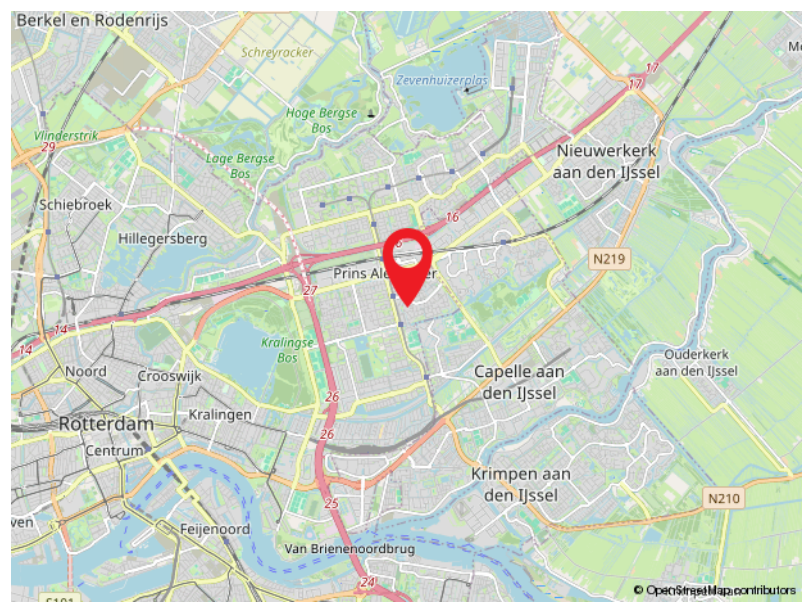 Berkel en Rodenrijs
Schreyracker
Zevenhuizerplas
17
17
Hoge Bergse
Bos
Vlinderstrik
29
Lage Bergse
Bos
Nieuwerkerk
aan den IJssel
Schiebroek
16
Hillegersberg
N219
27
14
14
Kralingse
Bos
Noord
Crooswijk
Capelle aan
den IJssel
Ouderkerk
aan den IJssel
26
Kralingen
Rotterdam
26
Centrum
Krimpen aan
den IJssel
25
N210
Feijenoord
Van Brienenoordbrug
24
© OpenStreetMap contributors